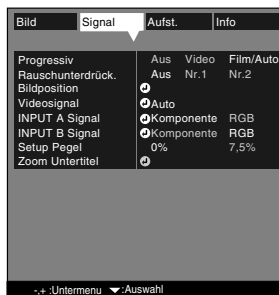 Bild Signal Aufst. Info
Progressiv Aus Video Film/Auto
Rauschunterdrück. Aus Nr.1 Nr.2
Bildposition
Videosignal Auto
INPUT A Signal Komponente RGB
INPUT B Signal Komponente RGB
Setup Pegel 0% 7,5%
Zoom Untertitel
-,+ :Untermenu :Auswahl